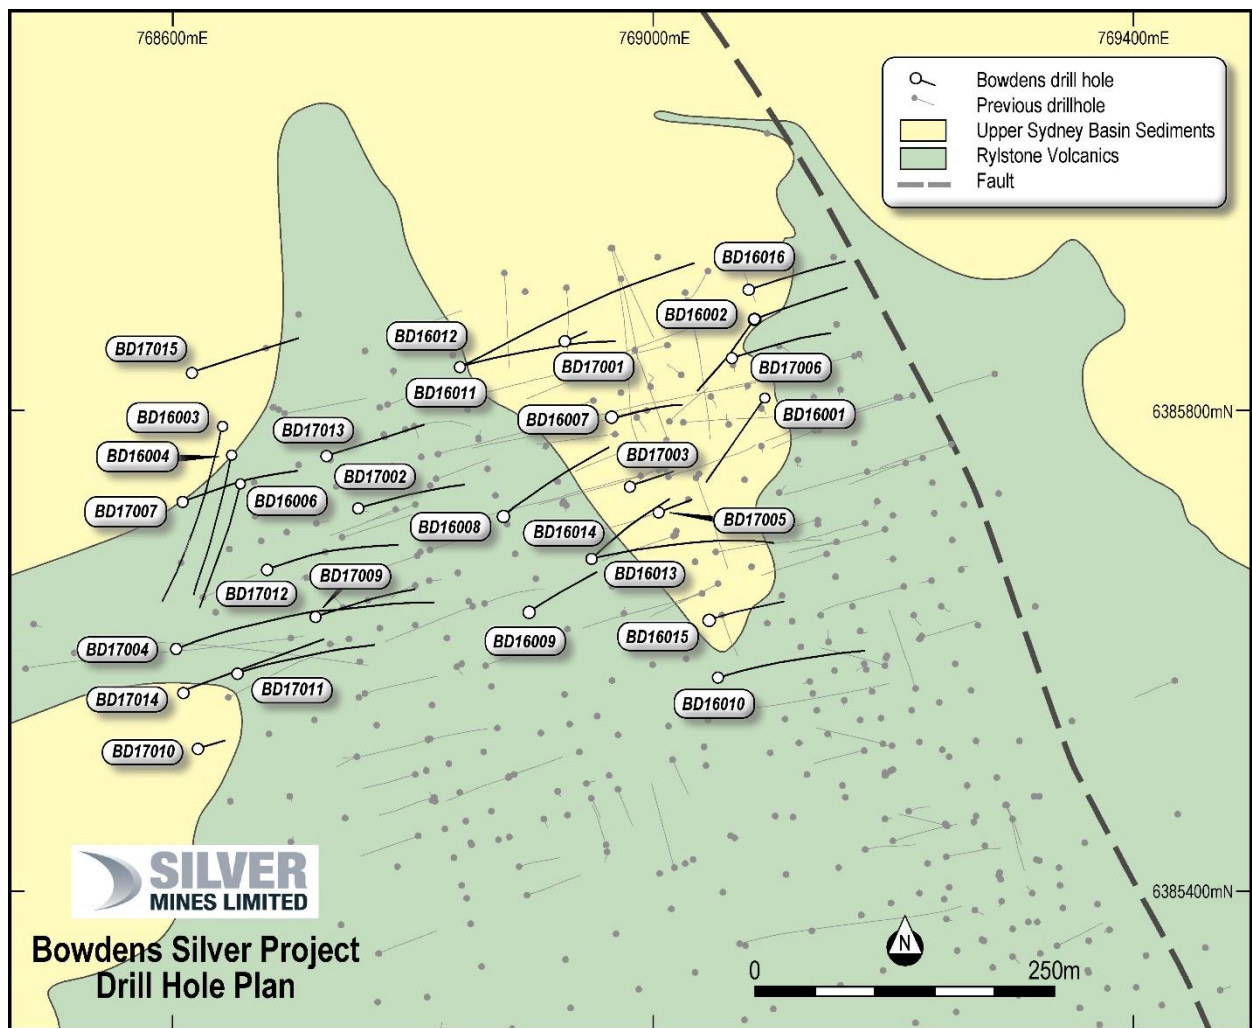 768600mE
769000mE
769400mE
Bowdens drill hole
Previous drillhole
Upper Sydney Basin Sediments
Rylstone Volcanics
Fault
BD16016
BD16002
BD16012
BD17015
BD17001
BD17006
BD16011
BD16003
BD16001
6385800mN
BD16007
BD17013
BD16004
BD17003
BD17002
BD16006
BD17007
BD16008
BD17005
BD16014
BD16013
BD17009
BD17012
BD16015
BD16009
BD17004
BD17011
BD17014
BD16010
BD17010
SILVER
MINES LIMITED
6385400mN
Bowdens Silver Project
Drill Hole Plan
N
0
250m